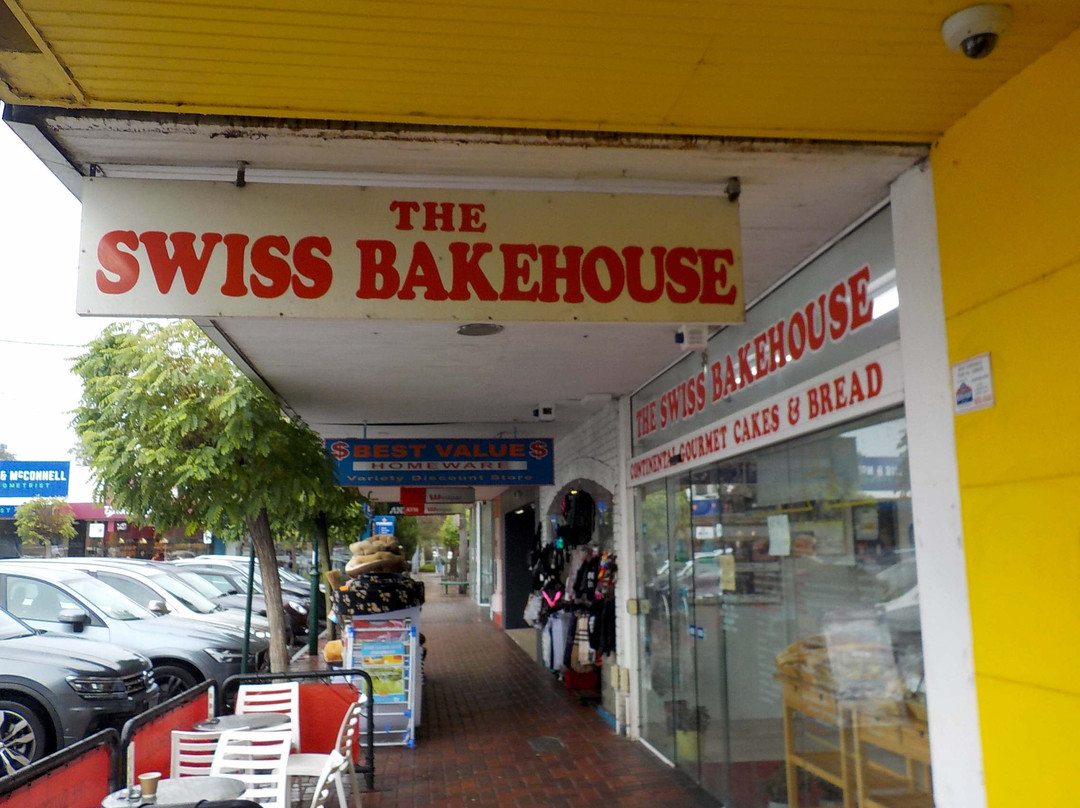 THE
SWISS BAKEHOUSE
THE SWISS BAKEHOUSE
CONTINENTAL GOURMET CAKES & BREAD
$BEST VALUE$
HOMEWARE
Variety Discount Store
& MCCONNELL
OMETRIST